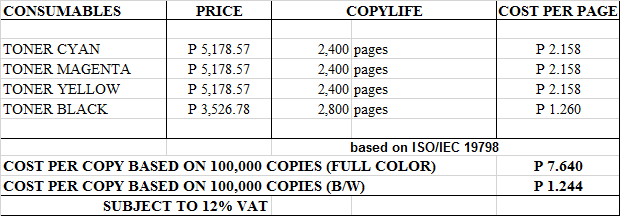 CONSUMABLES PRICE COPYLIFE COST PER PAGE
TONER CYAN P 5,178.57 2,400 pages P 2.158
TONER MAGENTA P 5,178.57 2,400 pages P 2.158
TONER YELLOW P 5,178.57 2,400 pages P 2.158
TONER BLACK P 3,526.78 2,800 pages P 1.260
based on ISO/IEC 19798
COST PER COPY BASED ON 100,000 COPIES (FULL COLOR) P 7.640
COST PER COPY BASED ON 100,000 COPIES (B/W) P 1.244
SUBJECT TO 12% VAT